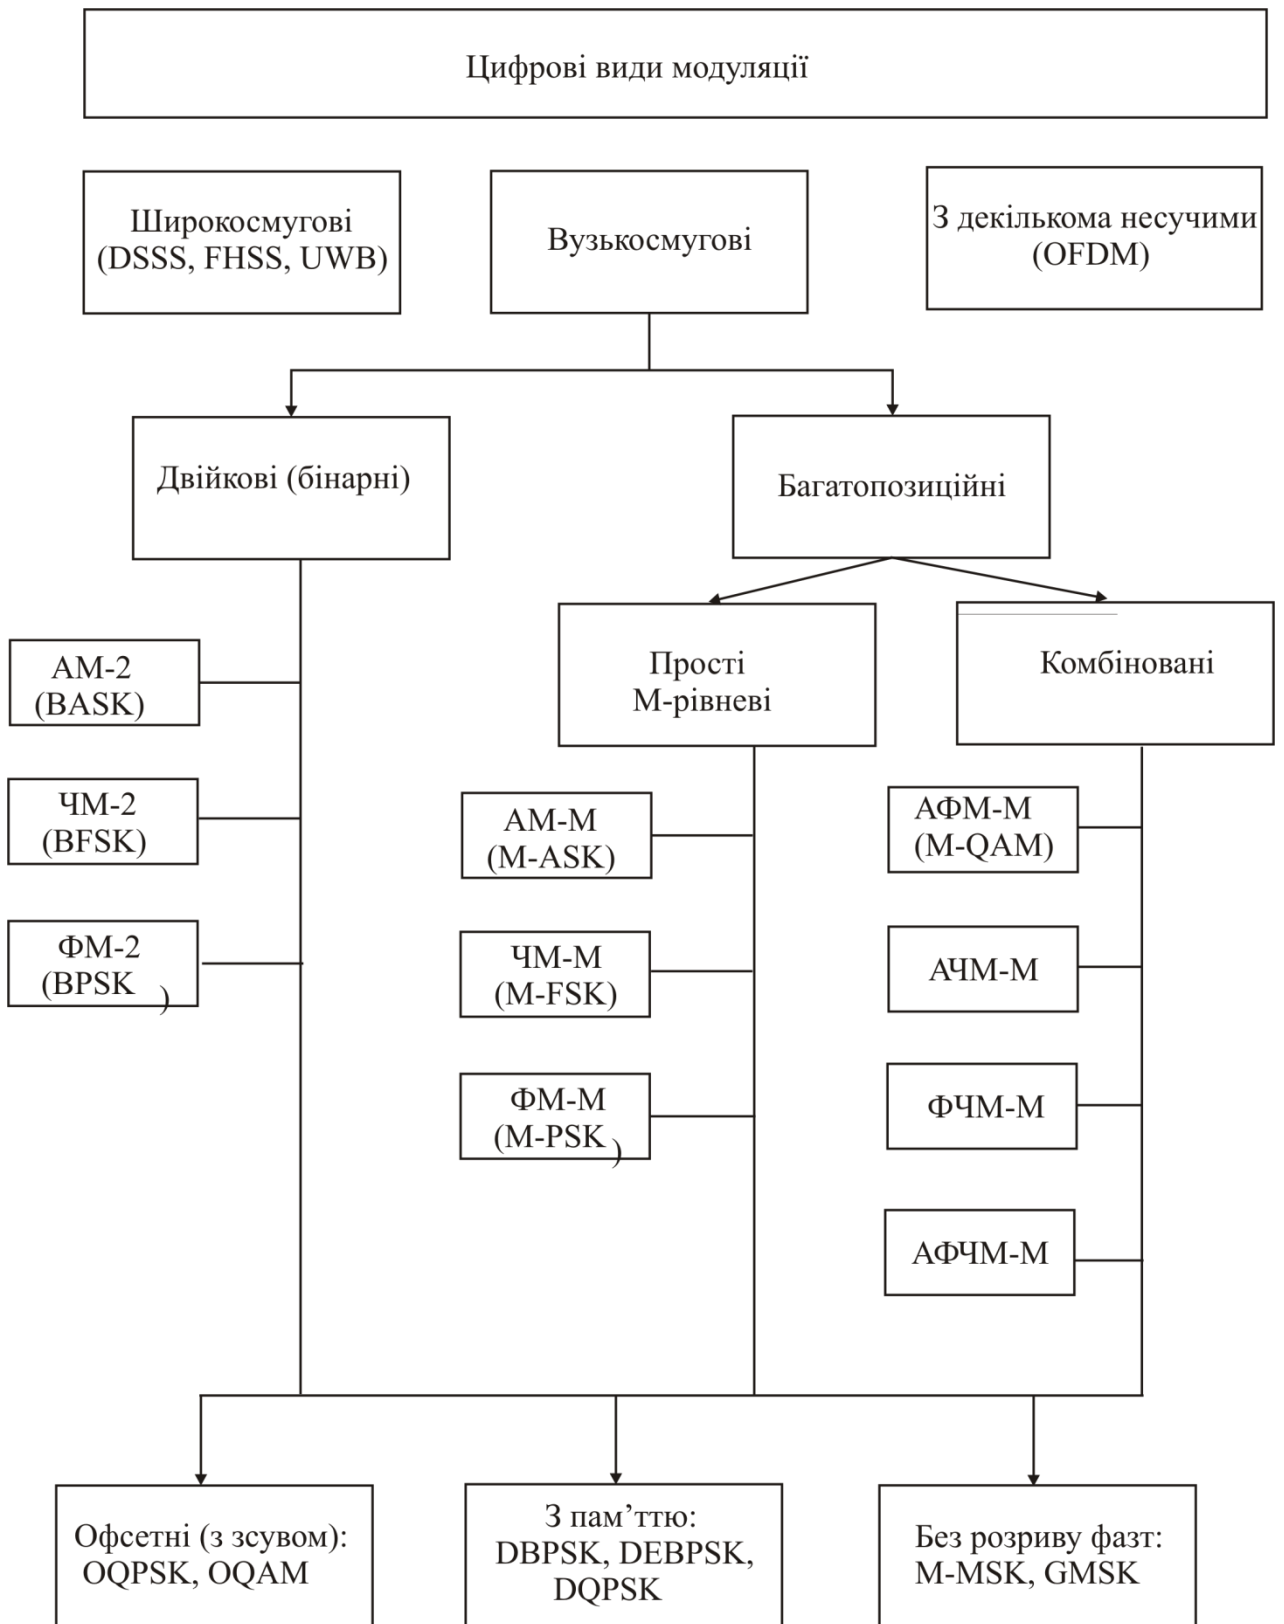 Цифрові види модуляції
Широкосмугові
(DSSS, FHSS, UWB)
Вузькосмугові
З декількома несучими
(OFDM)
Двійкові (бінарні)
Багатопозиційні
Прості
М-рівневі
Комбіновані
АМ-2
(BASK)
ЧМ-2
(BFSK)
ФМ-2
(BPSK )
АМ-М
(M-ASK)
ЧМ-М
(M-FSK)
ФМ-М
(M-PSK )
АФМ-М
(M-QAM)
АЧМ-М
ФЧМ-М
АФЧМ-М
Офсетні (з зсувом):
OQPSK, OQAM
З пам’ттю:
DBPSK, DEBPSK,
DQPSK
Без розриву фазт:
M-MSK, GMSK